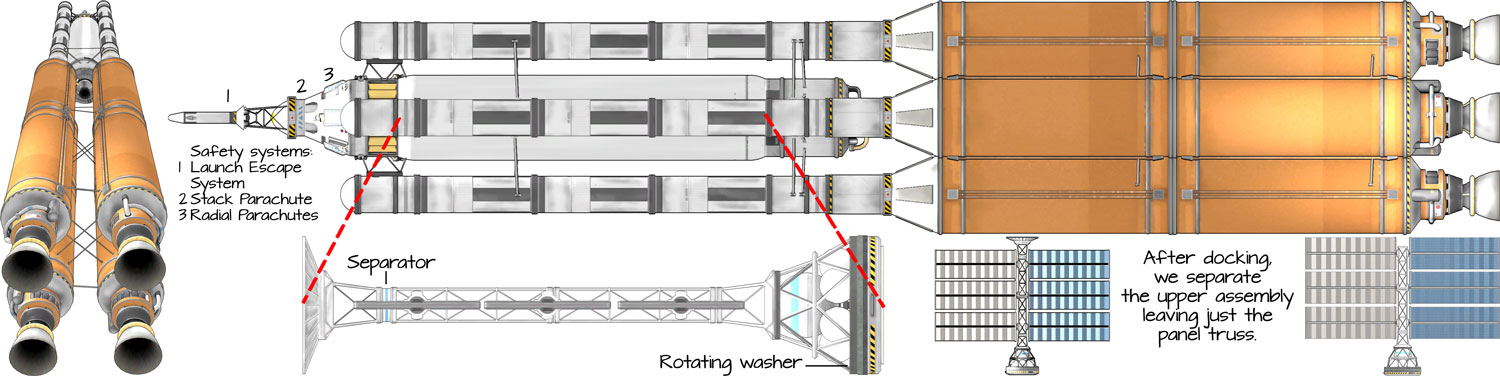 1
2
3
Safety systems:
1 Launch Escape
System
2 Stack Parachute
3 Radial Parachutes
Separator
Rotating washer
After docking,
we separate
the upper assembly
leaving just the
panel truss.